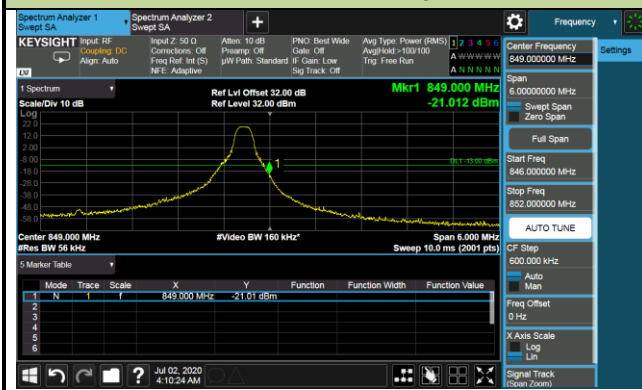 Spectrum Analyzer 1
Swept SA
Spectrum Analyzer 2
Swept SA
+
Frequency
KEYSIGHT
Input: RF
Coupling: DC
Align: Auto
Input Z: 50 Ω
Corrections: Off
Freq Ref: Int (S)
NFE: Adaptive
Atten: 10 dB
Preamp: Off
µW Path: Standard
PNO: Best Wide
Gate: Off
IF Gain: Low
Sig Track: Off
Avg Type: Power (RMS)
Avg|Hold:>100/100
Trig: Free Run
1 2 3 4 5 6
A W W W W W
A N N N N N
LXI
1 Spectrum
Scale/Div 10 dB
Ref Lvl Offset 32.00 dB
Ref Level 32.00 dBm
Mkr1 849.000 MHz
-21.012 dBm
Log
22.0
12.0
2.00
-8.00
-18.0
-28.0
-38.0
-48.0
-58.0
1
DL1 -13.00 dBm
Center 849.000 MHz
#Res BW 56 kHz
#Video BW 160 kHz*
Span 6.000 MHz
Sweep 10.0 ms (2001 pts)
5 Marker Table
Mode Trace Scale X Y Function Function Width Function Value
1 N 1 f 849.000 MHz -21.01 dBm
2
3
4
5
6
Jul 02, 2020
4:10:24 AM
Center Frequency
849.000000 MHz
Settings
Span
6.00000000 MHz
Swept Span
Zero Span
Full Span
Start Freq
846.000000 MHz
Stop Freq
852.000000 MHz
AUTO TUNE
CF Step
600.000 kHz
Auto
Man
Freq Offset
0 Hz
X Axis Scale
Log
Lin
Signal Track
(Span Zoom)